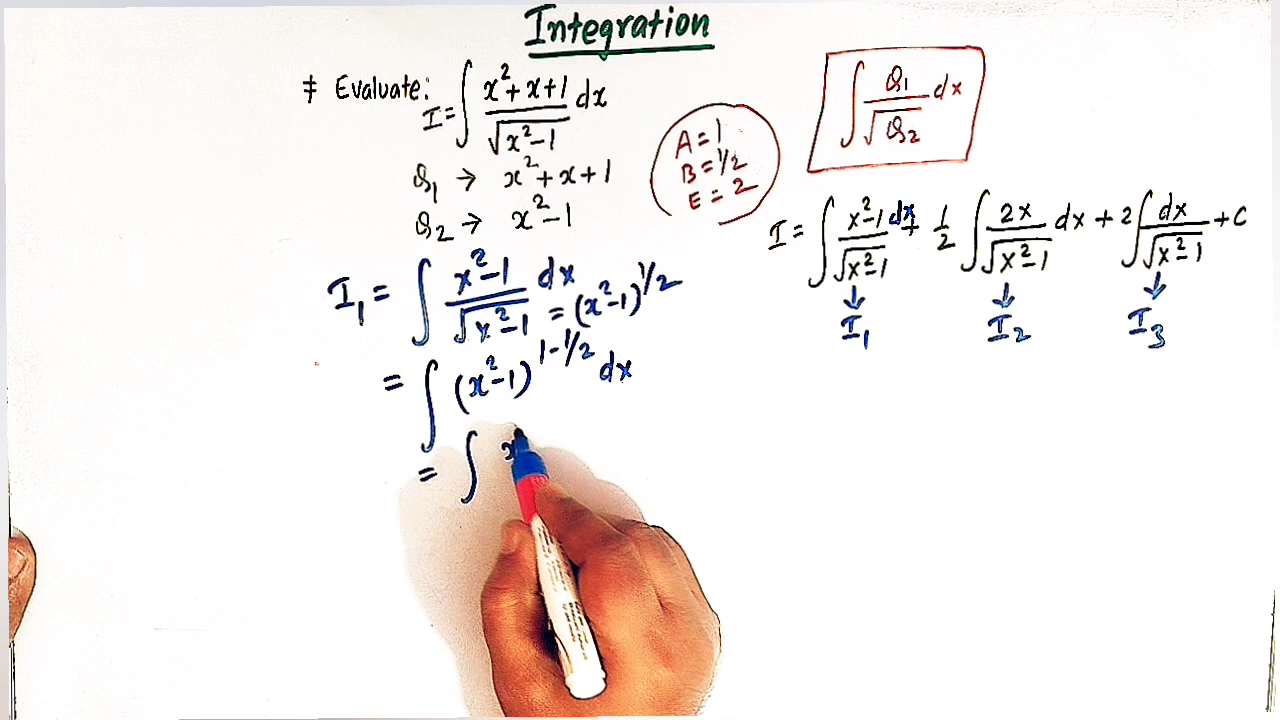 Integration
# Evaluate: I = ∫ (x² + x + 1)/√(x² - 1) dx
Q₁ → x² + x + 1
Q₂ → x² - 1
A = 1
B = 1/2
E = 2
∫ Q₁/√Q₂ dx
I = ∫ (x² - 1)/√(x² - 1) dx + 1/2 ∫ 2x/√(x² - 1) dx + 2 ∫ dx/√(x² - 1) + C
↓ I₁ ↓ I₂ ↓ I₃
I₁ = ∫ (x² - 1)/√(x² - 1) dx = (x² - 1)^1/2
= ∫ (x² - 1)^1 - 1/2 dx
= ∫ x